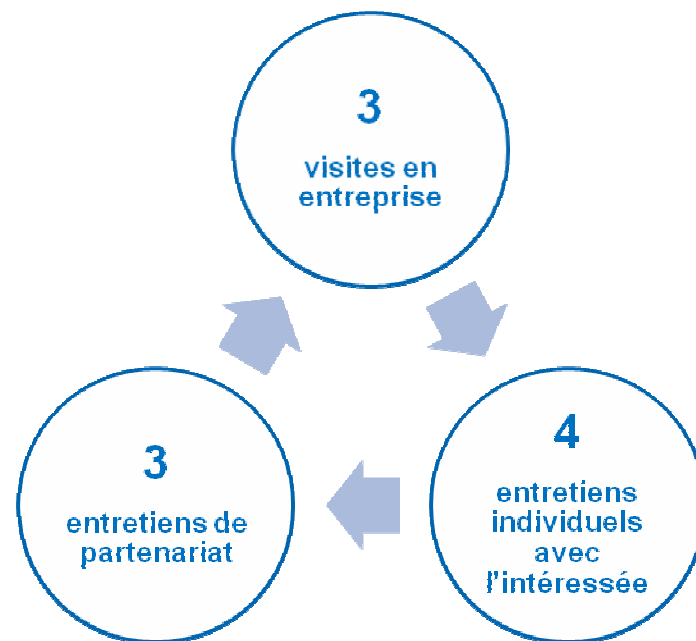 3
visites en
entreprise
3
entretiens de
partenariat
4
entretiens
individuels
avec
l'intéressée